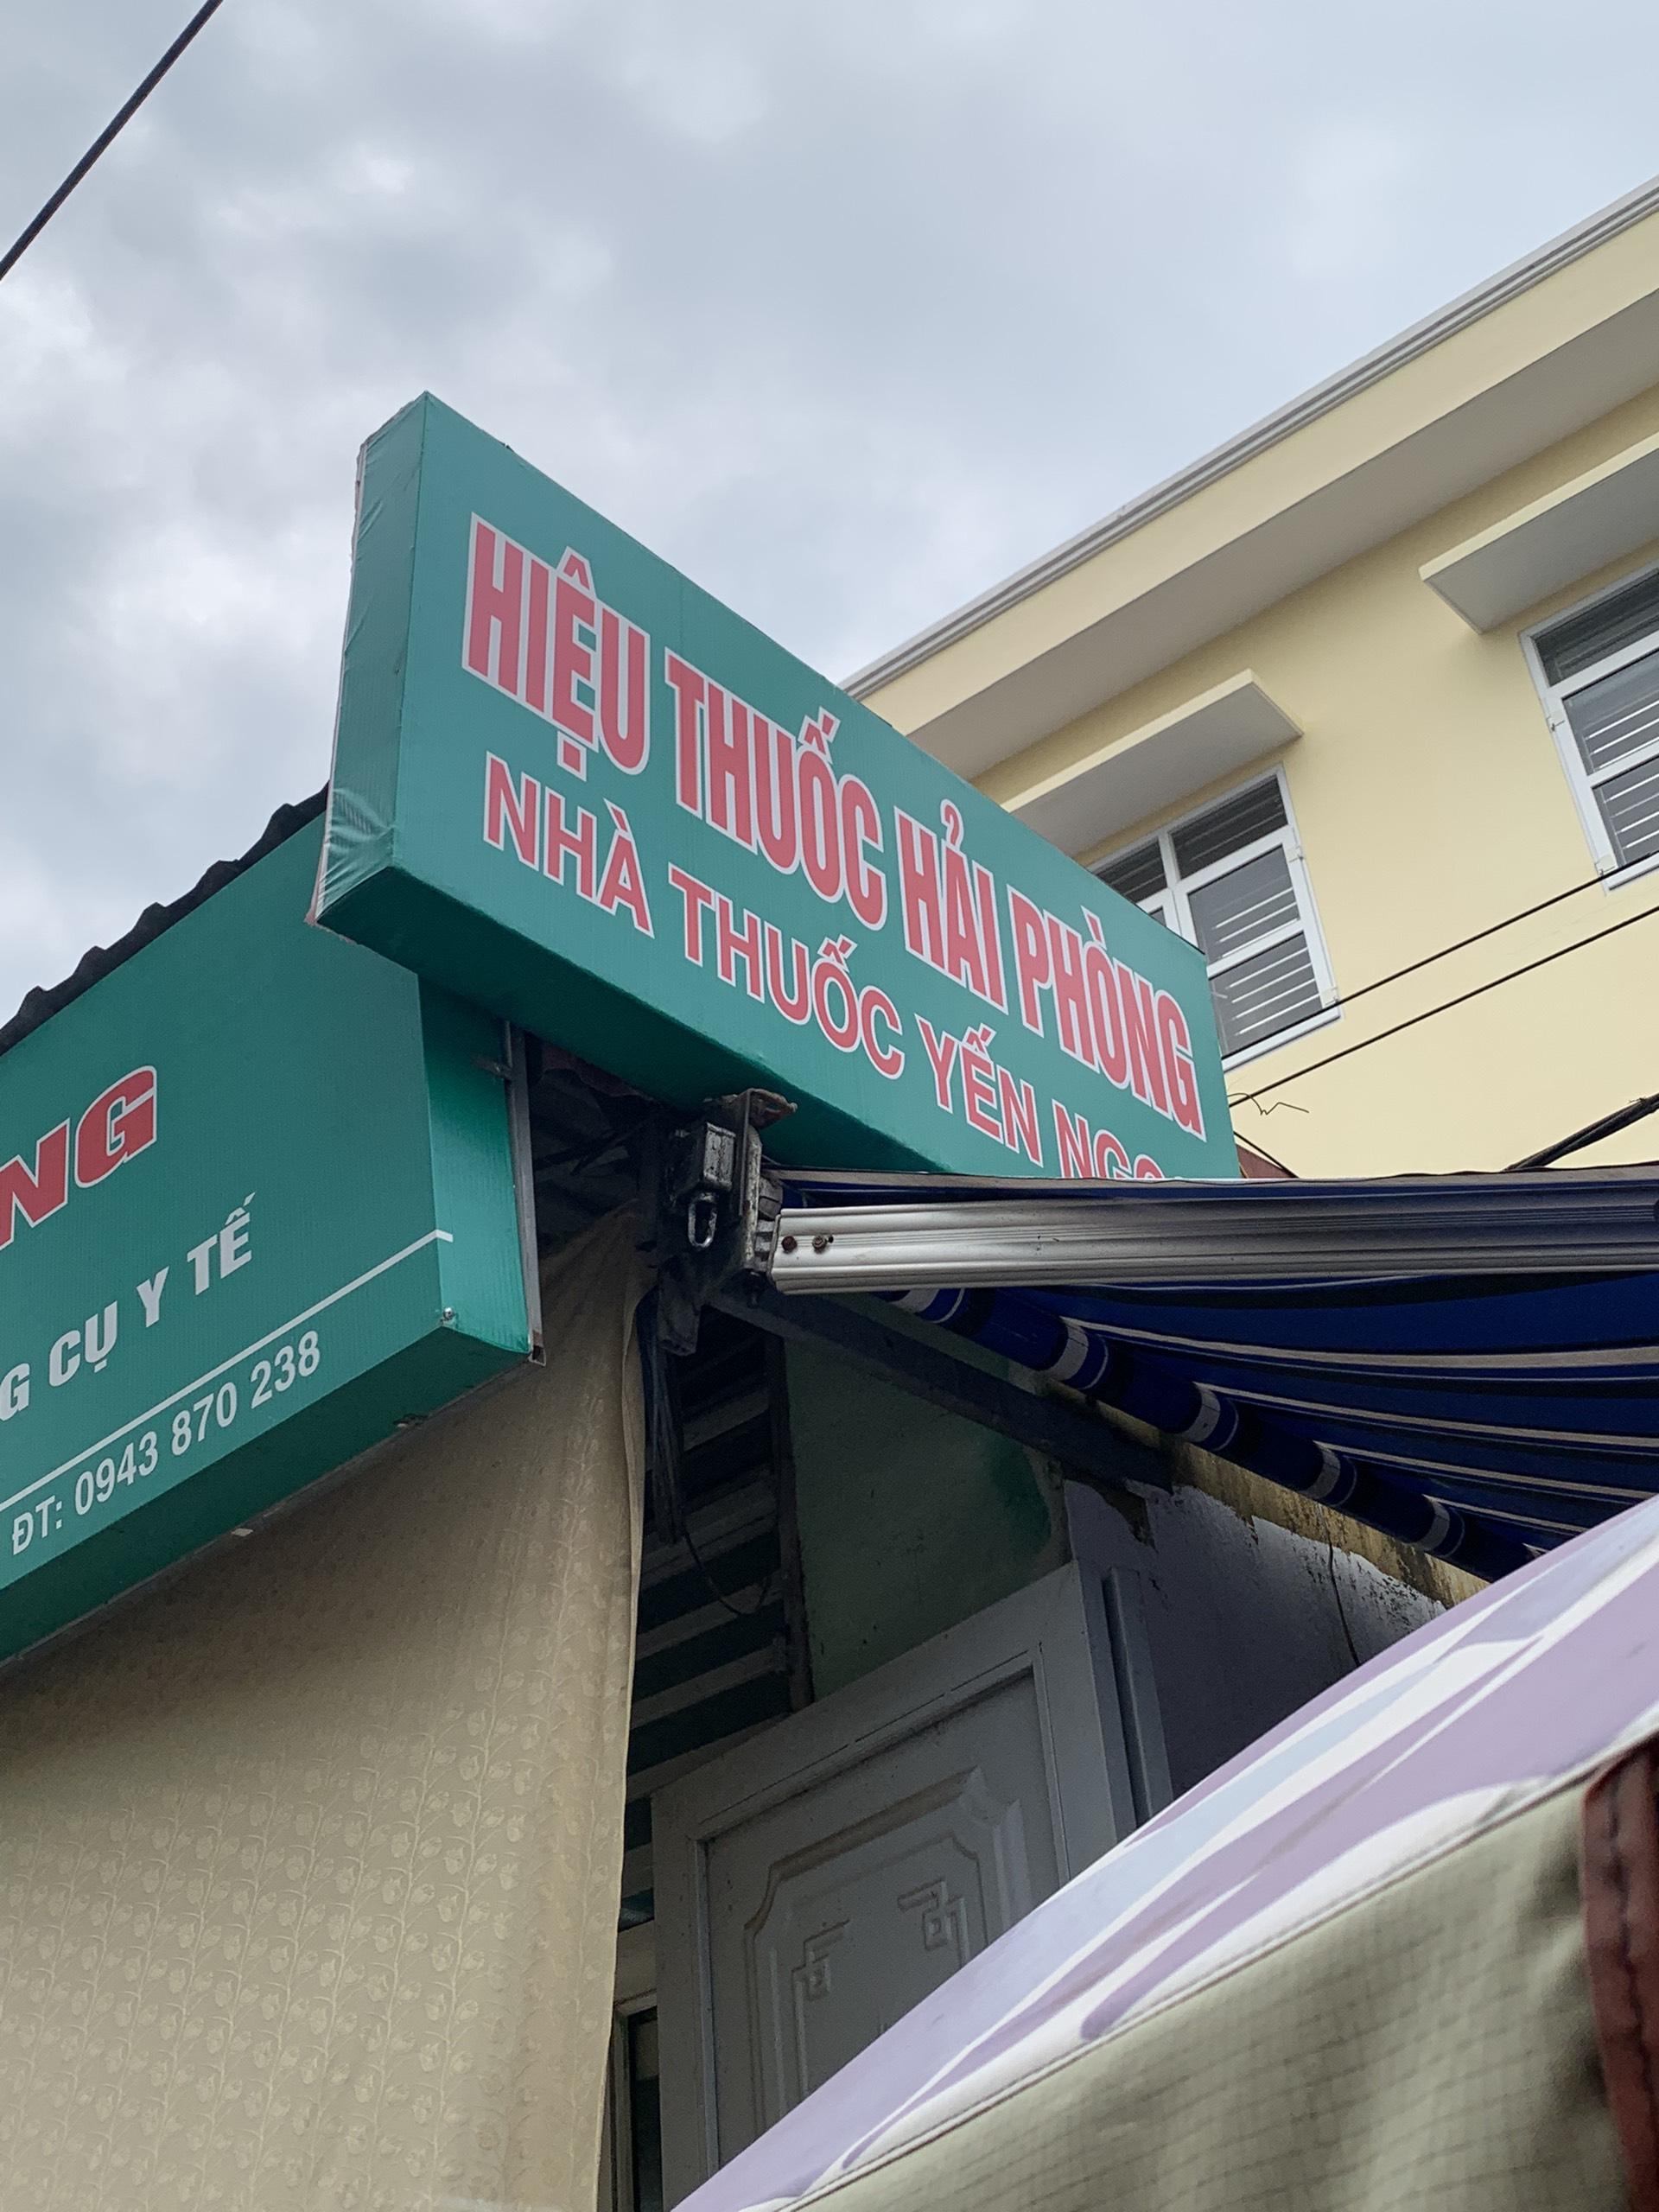 HIỆU THUỐC HẢI PHÒNG
NHÀ THUỐC YẾN
NG
CỤ Y TẾ
ĐT: 0943 870 238